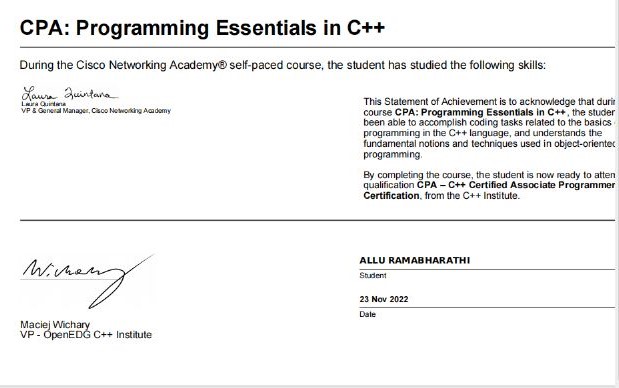 CPA: Programming Essentials in C++
During the Cisco Networking Academy® self-paced course, the student has studied the following skills:
Laura Quintana
Laura Quintana
VP & General Manager, Cisco Networking Academy
This Statement of Achievement is to acknowledge that durin
course CPA: Programming Essentials in C++, the studen
been able to accomplish coding tasks related to the basics
programming in the C++ language, and understands the
fundamental notions and techniques used in object-oriented
programming.
By completing the course, the student is now ready to attem
qualification CPA – C++ Certified Associate Programmer
Certification, from the C++ Institute.
W. Wichary
Maciej Wichary
VP - OpenEDG C++ Institute
ALLU RAMABHARATHI
Student
23 Nov 2022
Date